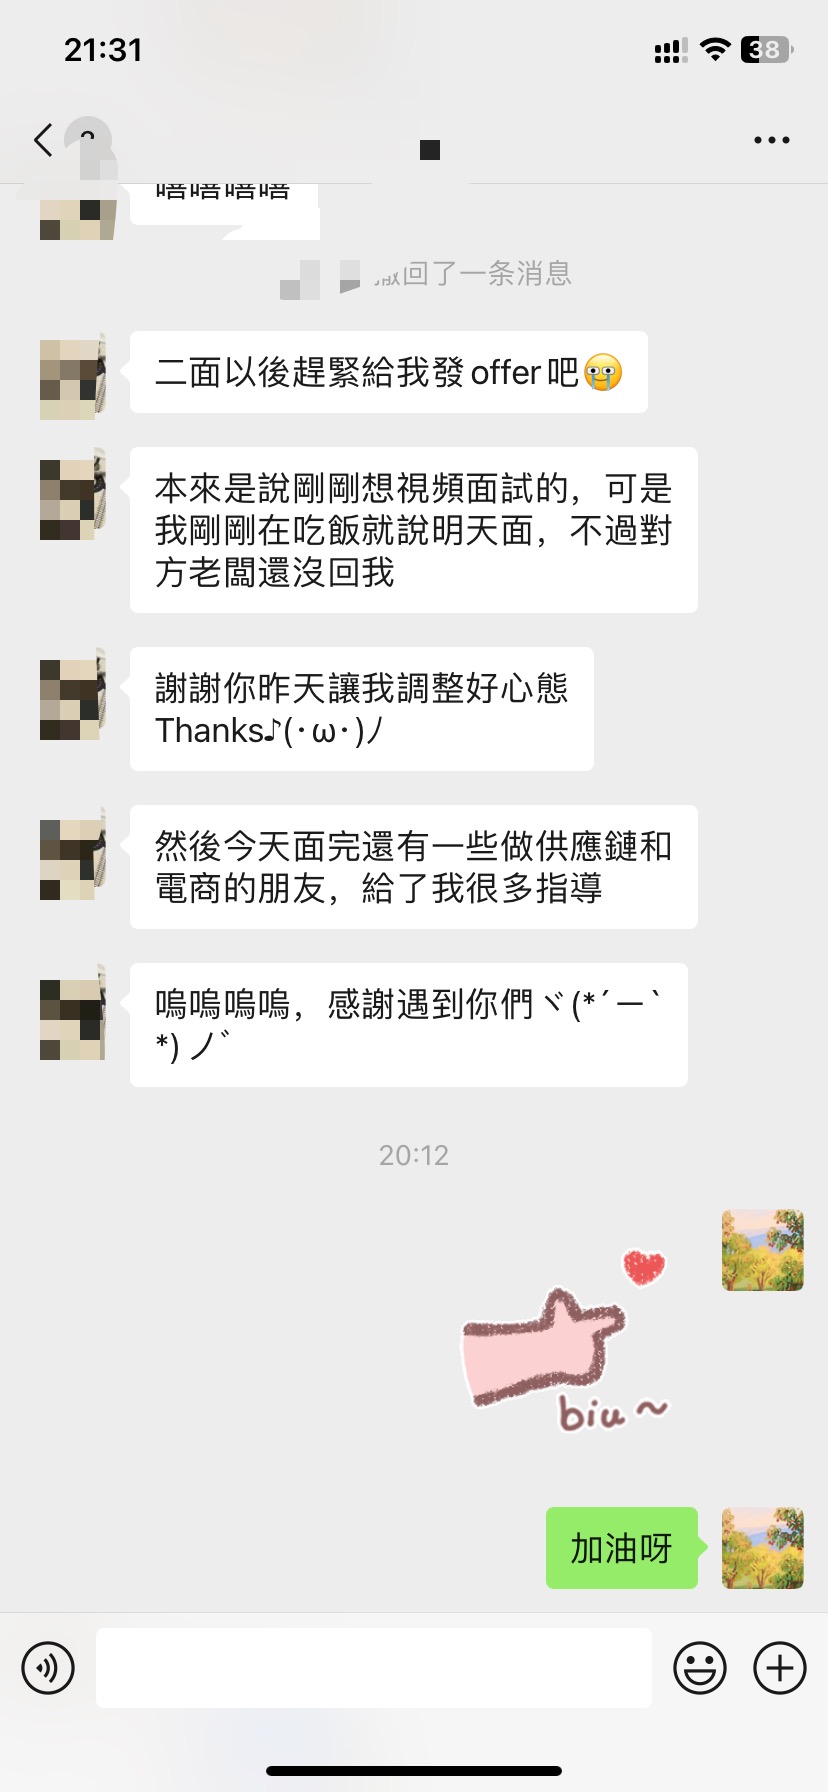 21:31
38
嘻嘻嘻嘻
撤回了一条消息
二面以後趕緊給我發 offer 吧😭
本來是說剛剛想視頻面試的，可是
我剛剛在吃飯就說明天面，不過對
方老闆還沒回我
謝謝你昨天讓我調整好心態
Thanks♪(･ω･)ﾉ
然後今天面完還有一些做供應鏈和
電商的朋友，給了我很多指導
嗚嗚嗚嗚，感謝遇到你們ヾ(*´ー`
*)ノﾞ
20:12
biu~
加油呀